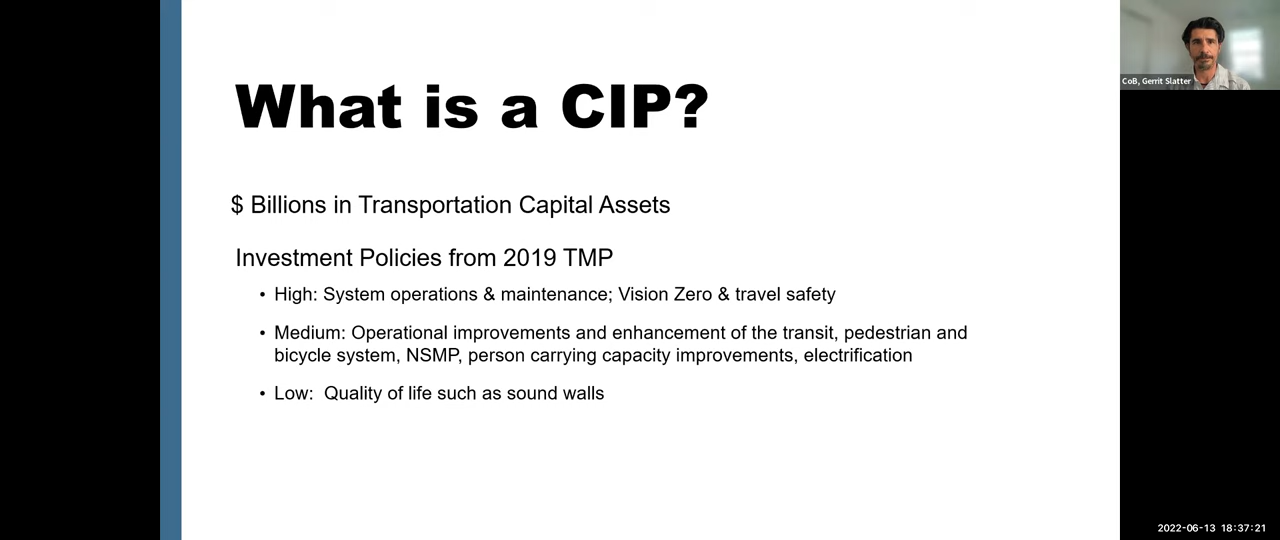 What is a CIP?
$ Billions in Transportation Capital Assets
Investment Policies from 2019 TMP
• High: System operations & maintenance; Vision Zero & travel safety
• Medium: Operational improvements and enhancement of the transit, pedestrian and
bicycle system, NSMP, person carrying capacity improvements, electrification
• Low:  Quality of life such as sound walls
CoB, Gerrit Slatter
2022-06-13 18:37:21